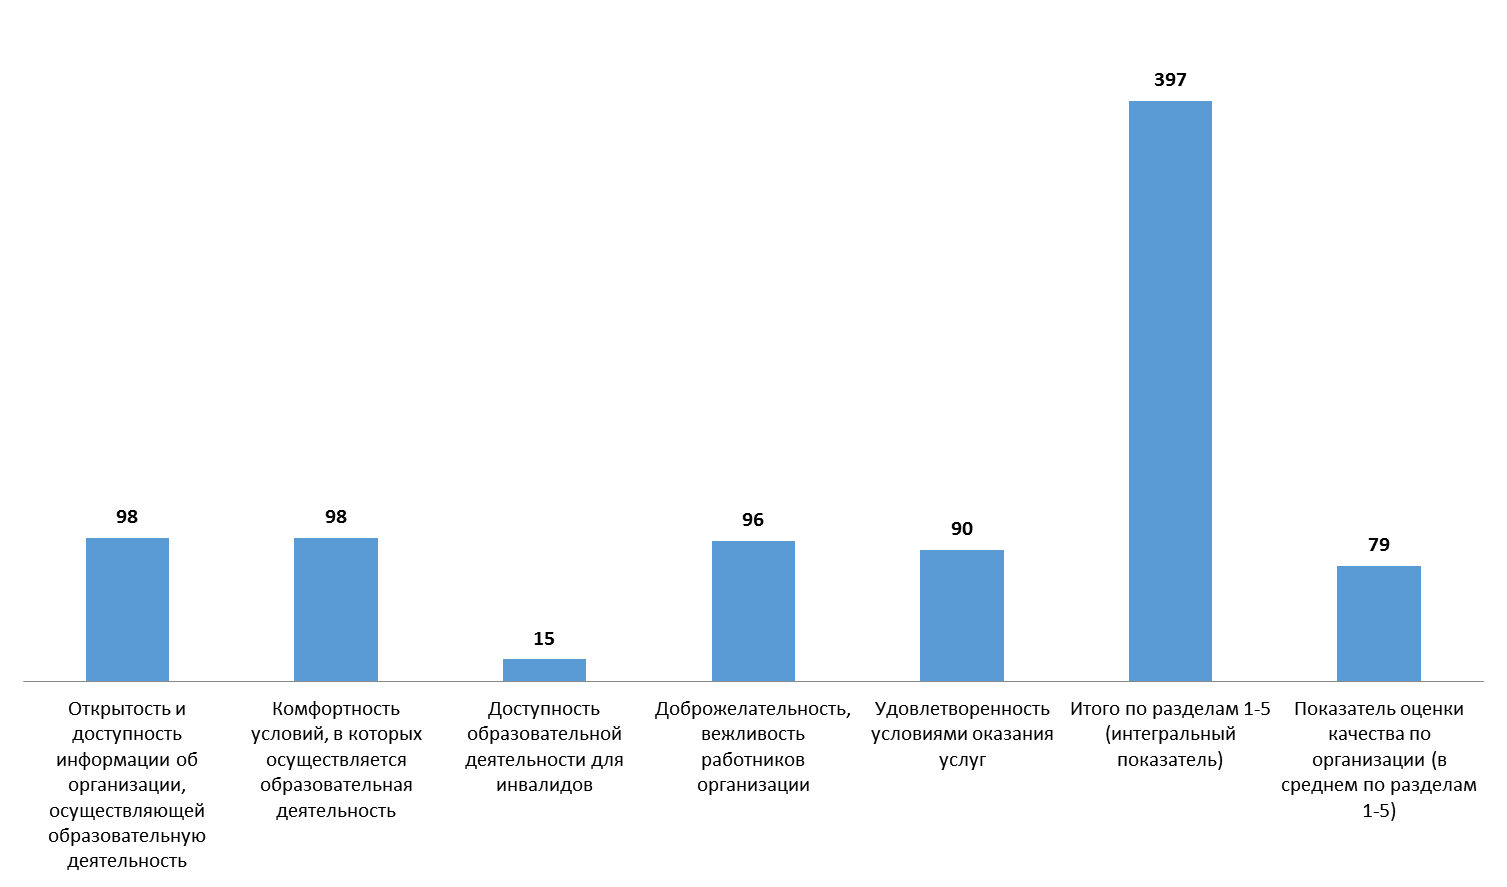 397
98
98
96
90
79
15
Открытость и
доступность
информации об
организации,
осуществляющей
образовательную
деятельность
Комфортность
условий, в которых
осуществляется
образовательная
деятельность
Доступность
образовательной
деятельности для
инвалидов
Доброжелательность,
вежливость
работников
организации
Удовлетворенность
условиями оказания
услуг
Итого по разделам 1-5
(интегральный
показатель)
Показатель оценки
качества по
организации (в
среднем по разделам
1-5)